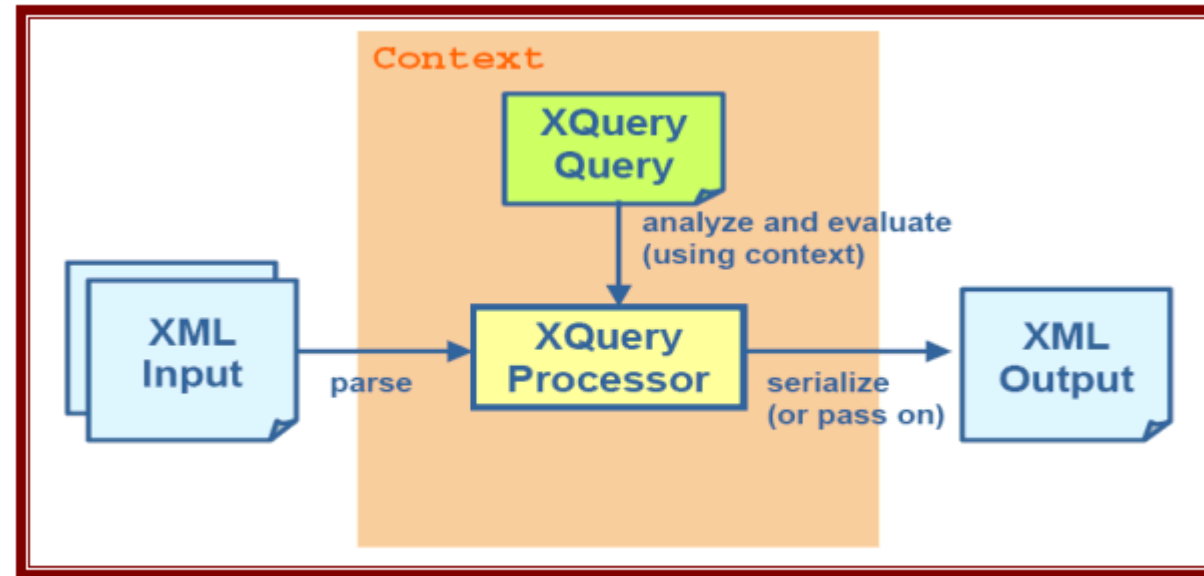 Context
XQuery
Query
analyze and evaluate
(using context)
XML
Input
parse
XQuery
Processor
serialize
(or pass on)
XML
Output